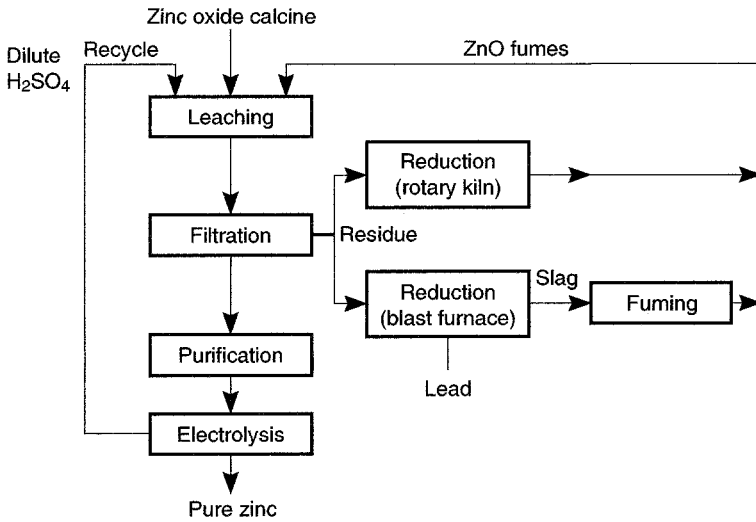 Zinc oxide calcine
Dilute
H₂SO₄
Recycle
ZnO fumes
Leaching
Reduction
(rotary kiln)
Filtration
Residue
Reduction
(blast furnace)
Slag
Fuming
Purification
Lead
Electrolysis
Pure zinc